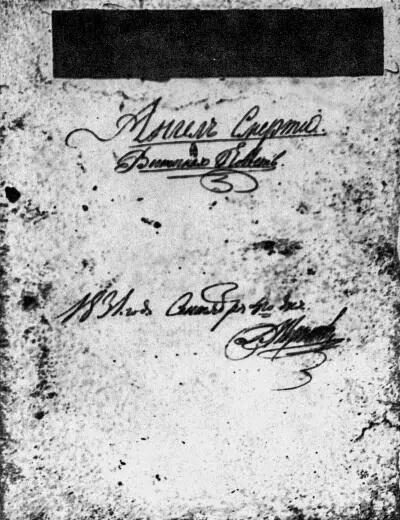 Ангелъ Смерти.
Восточная Повѣсть.
1831. года Сентября 4го дня